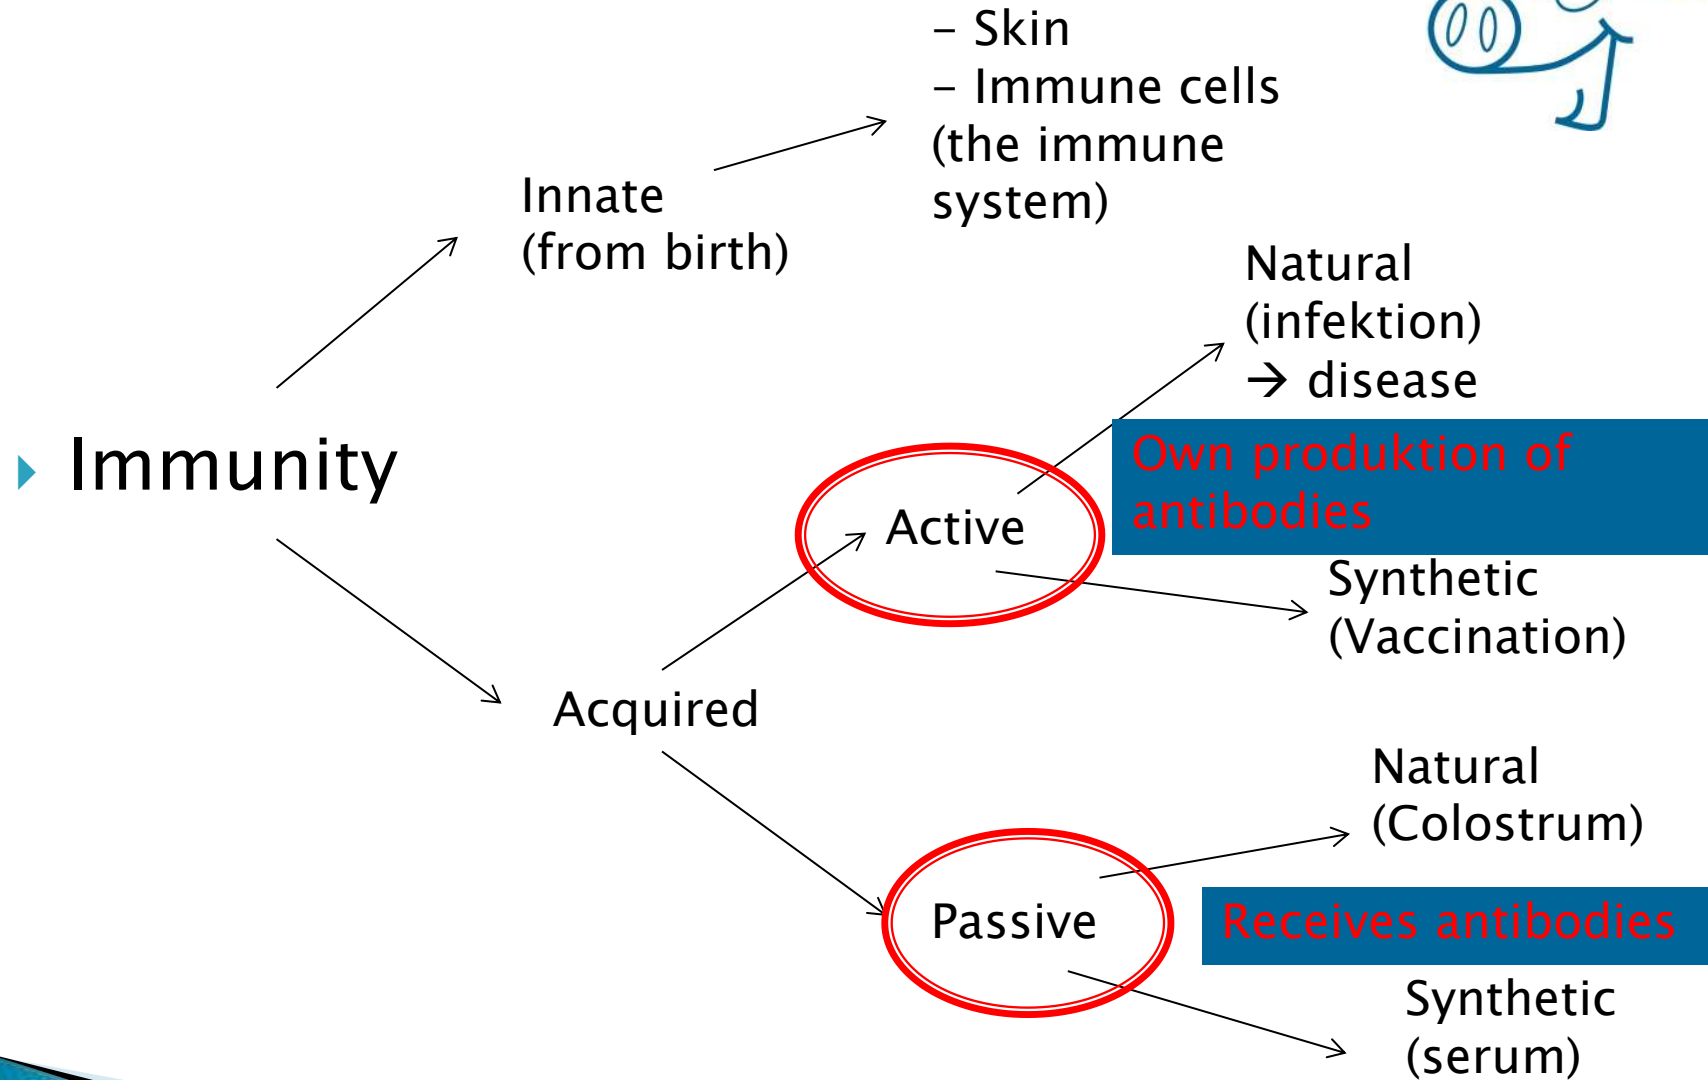 – Skin
– Immune cells
(the immune
system)
Innate
(from birth)
Natural
(infektion)
→ disease
Immunity
Own produktion of
antibodies
Active
Synthetic
(Vaccination)
Acquired
Natural
(Colostrum)
Passive
Receives antibodies
Synthetic
(serum)